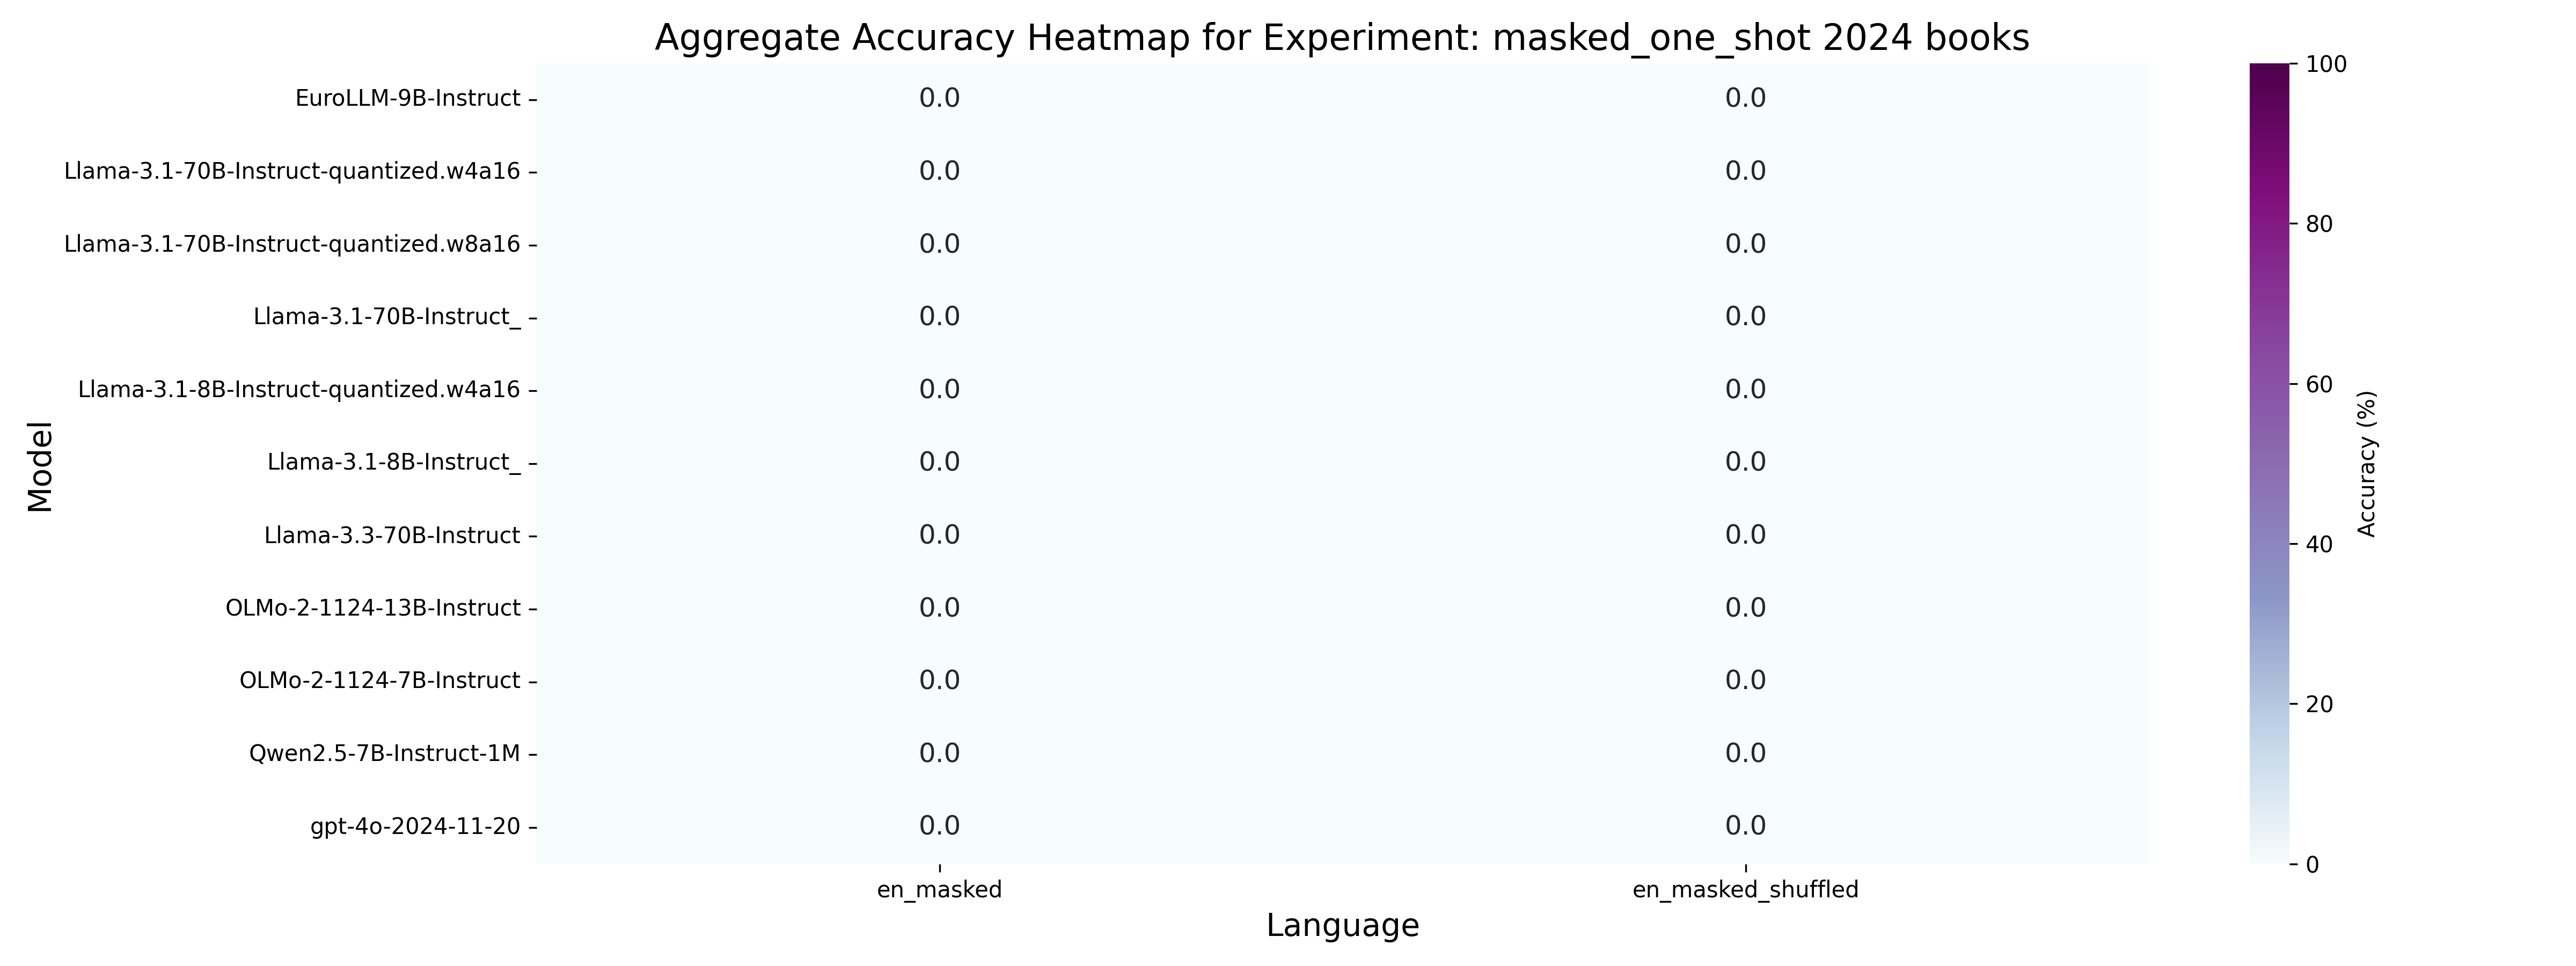 Aggregate Accuracy Heatmap for Experiment: masked_one_shot 2024 books
Model
EuroLLM-9B-Instruct 0.0 0.0
Llama-3.1-70B-Instruct-quantized.w4a16 0.0 0.0
Llama-3.1-70B-Instruct-quantized.w8a16 0.0 0.0
Llama-3.1-70B-Instruct_ 0.0 0.0
Llama-3.1-8B-Instruct-quantized.w4a16 0.0 0.0
Llama-3.1-8B-Instruct_ 0.0 0.0
Llama-3.3-70B-Instruct 0.0 0.0
OLMo-2-1124-13B-Instruct 0.0 0.0
OLMo-2-1124-7B-Instruct 0.0 0.0
Qwen2.5-7B-Instruct-1M 0.0 0.0
gpt-4o-2024-11-20 0.0 0.0
en_masked en_masked_shuffled
Language
100
80
60
40
20
0
Accuracy (%)